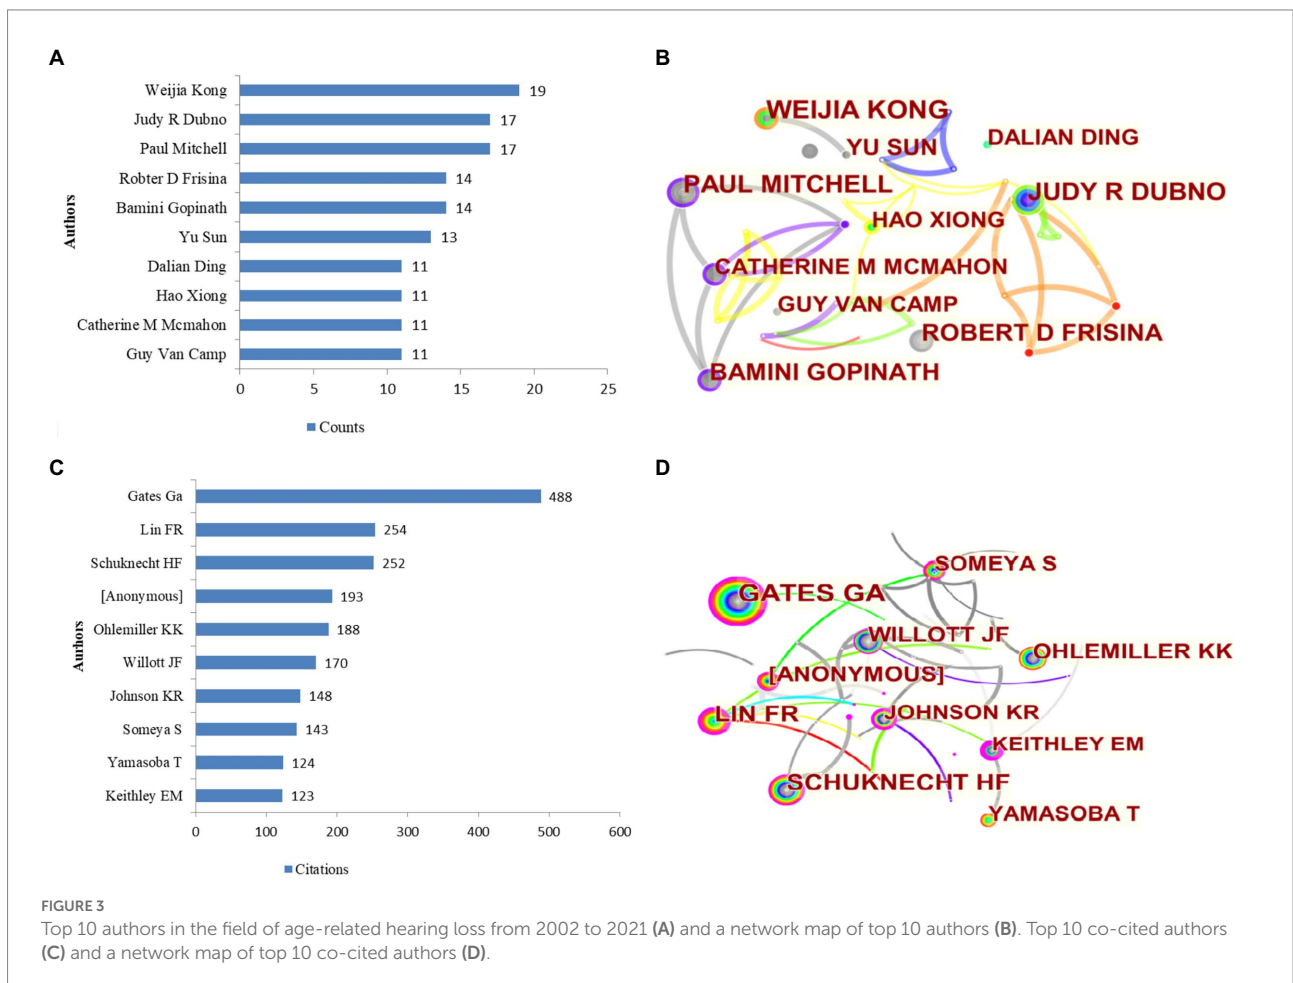 A
Weijia Kong 19
Judy R Dubno 17
Paul Mitchell 17
Robter D Frisina 14
Bamini Gopinath 14
Yu Sun 13
Dalian Ding 11
Hao Xiong 11
Catherine M Mcmahon 11
Guy Van Camp 11
Authors
0 5 10 15 20 25
Counts
B
WEIJIA KONG
YU SUN
DALIAN DING
PAUL MITCHELL
JUDY R DUBNO
HAO XIONG
CATHERINE M MCMAHON
GUY VAN CAMP
ROBERT D FRISINA
BAMINI GOPINATH
C
Gates Ga 488
Lin FR 254
Schuknecht HF 252
[Anonymous] 193
Ohlemiller KK 188
Willott JF 170
Johnson KR 148
Someya S 143
Yamasoba T 124
Keithley EM 123
Aurhors
0 100 200 300 400 500 600
Citations
D
SOMEYA S
GATES GA
WILLOTT JF
OHLEMILLER KK
[ANONYMOUS]
LIN FR
JOHNSON KR
KEITHLEY EM
SCHUKNECHT HF
YAMASOBA T
FIGURE 3
Top 10 authors in the field of age-related hearing loss from 2002 to 2021 (A) and a network map of top 10 authors (B). Top 10 co-cited authors
(C) and a network map of top 10 co-cited authors (D).